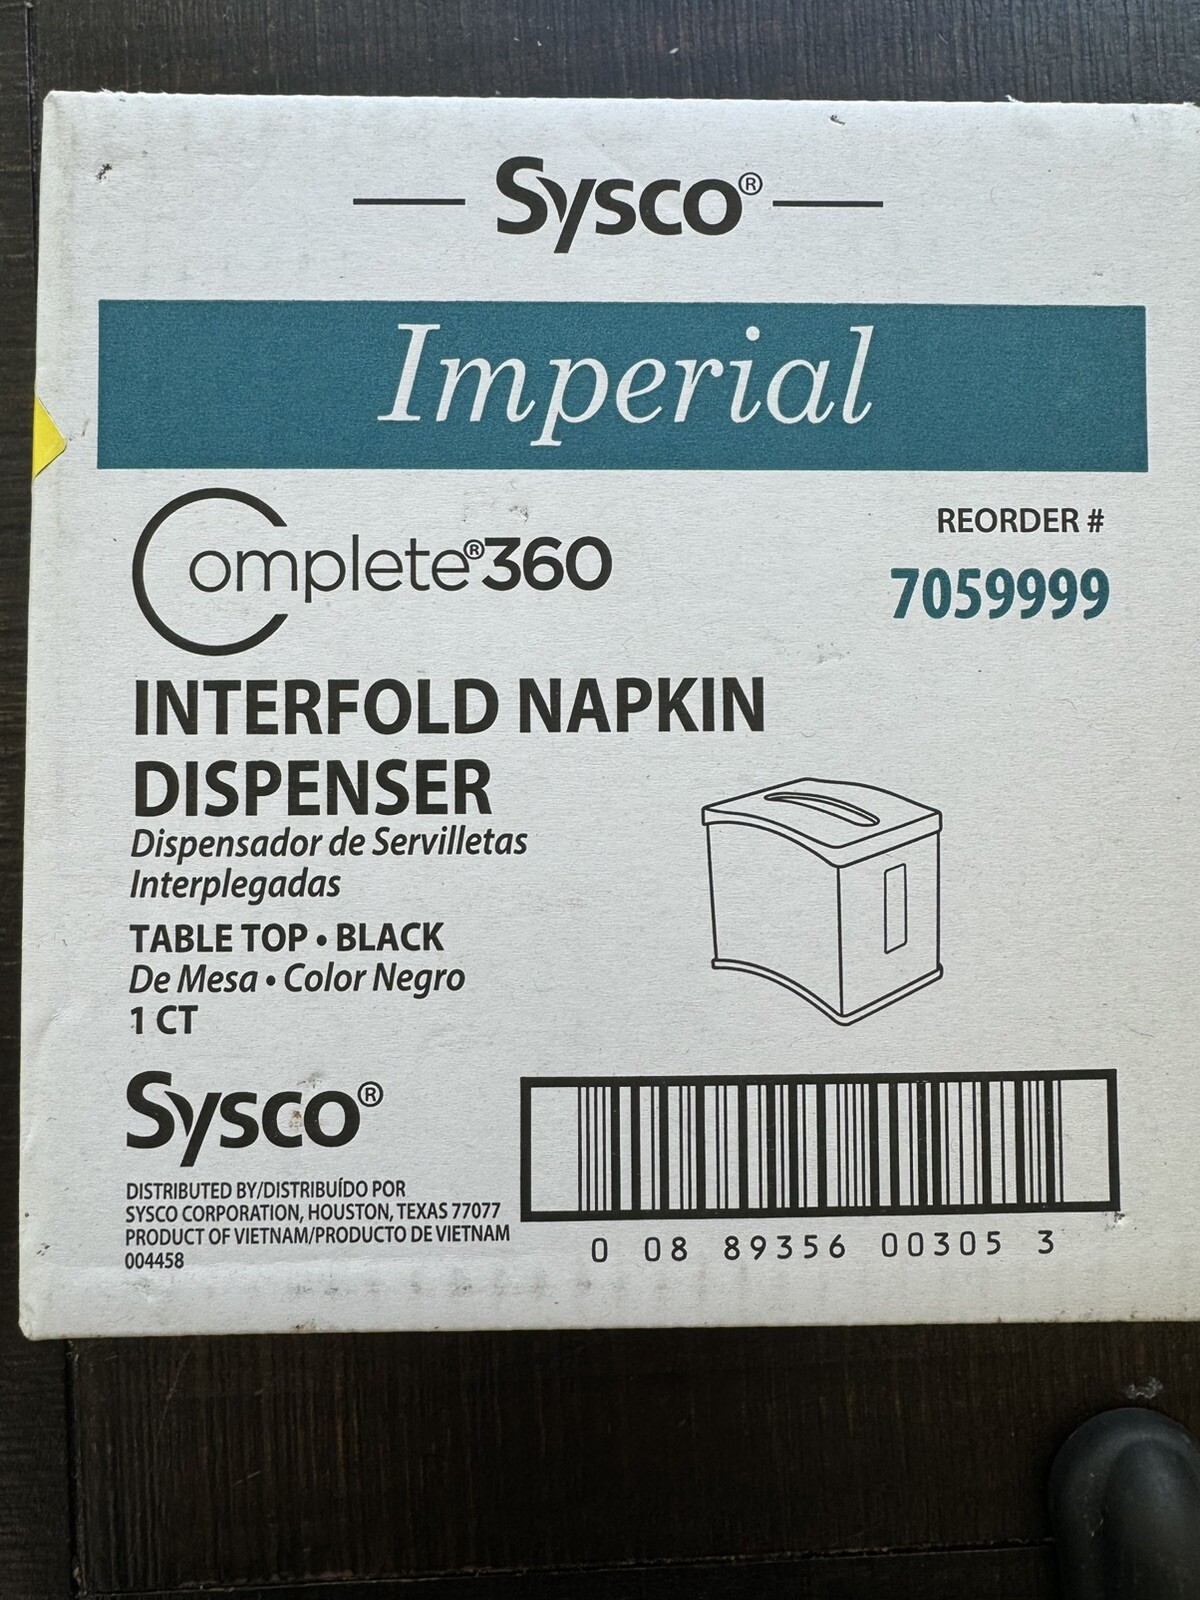 Sysco®
Imperial
Complete®360
REORDER #
7059999
INTERFOLD NAPKIN
DISPENSER
Dispensador de Servilletas
Interplegadas
TABLE TOP • BLACK
De Mesa • Color Negro
1 CT
Sysco®
DISTRIBUTED BY/DISTRIBUÍDO POR
SYSCO CORPORATION, HOUSTON, TEXAS 77077
PRODUCT OF VIETNAM/PRODUCTO DE VIETNAM
004458
0 08 89356 00305 3